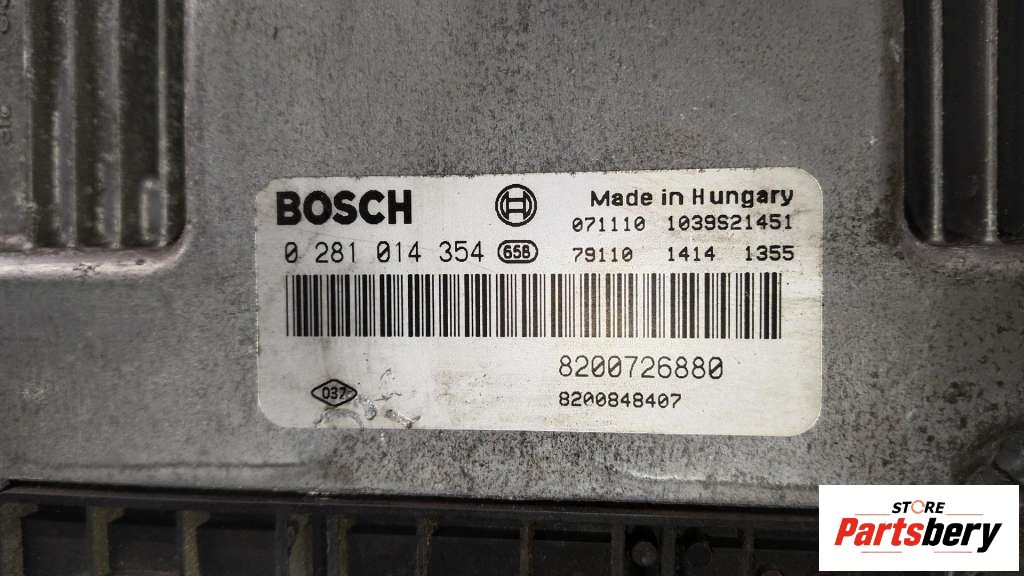 BOSCH
Made in Hungary
071110 1039S21451
0 281 014 354 658
79110 1414 1355
8200726880
037
8200848407
STORE
Partsbery